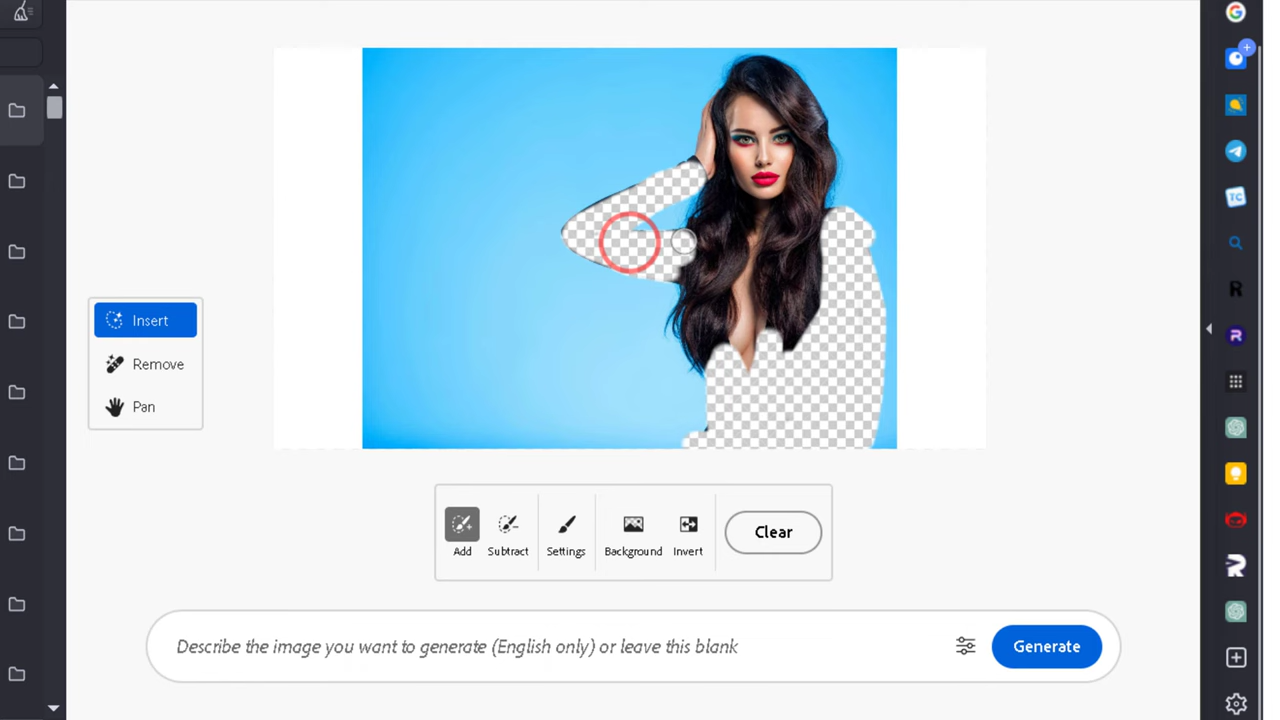 TC
R
R
Insert
Remove
Pan
Add
Subtract
Settings
Background
Invert
Clear
Describe the image you want to generate (English only) or leave this blank
Generate